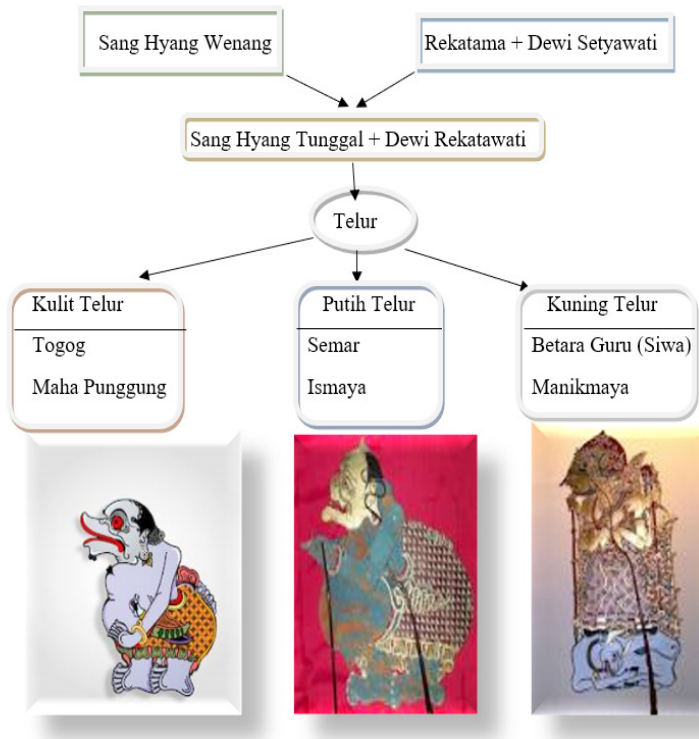 Sang Hyang Wenang
Rekatama + Dewi Setyawati
Sang Hyang Tunggal + Dewi Rekatawati
Telur
Kulit Telur
Togog
Maha Punggung
Putih Telur
Semar
Ismaya
Kuning Telur
Betara Guru (Siwa)
Manikmaya